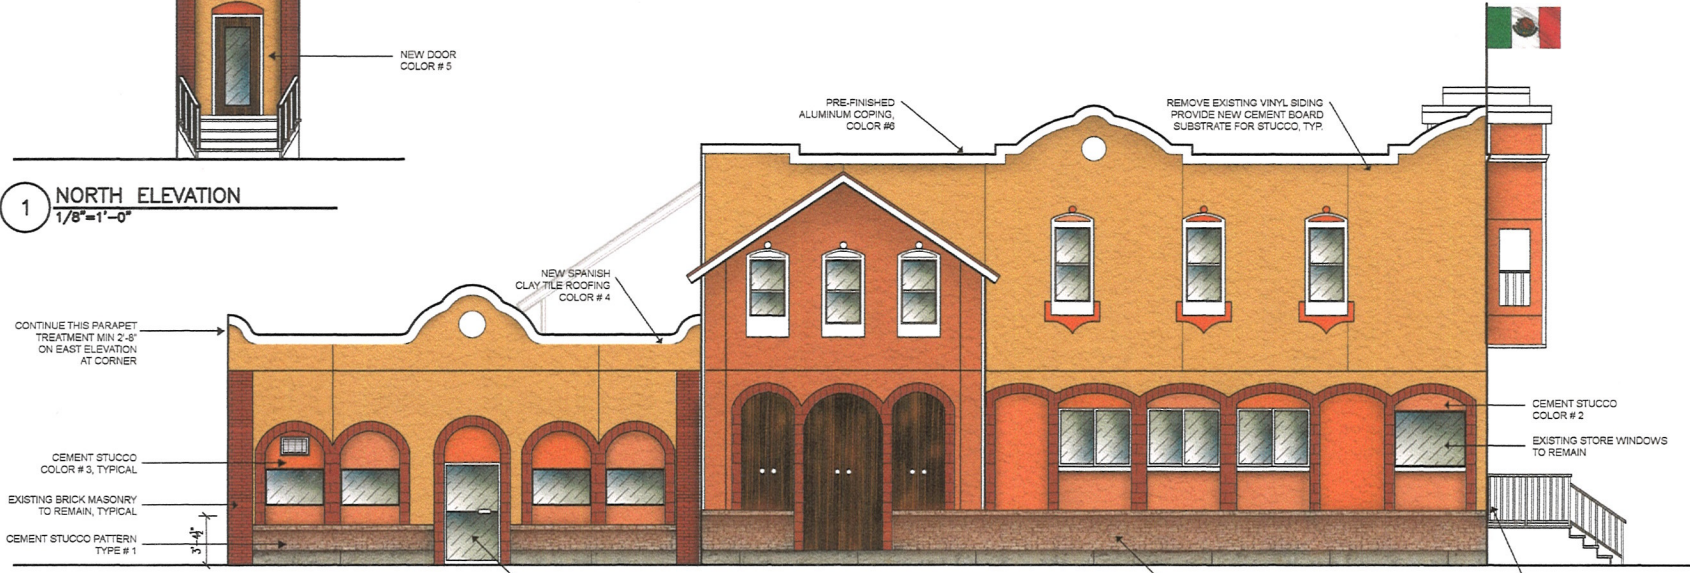 NEW DOOR
COLOR # 5
1
NORTH ELEVATION
1/8"=1'-0"
PRE-FINISHED
ALUMINUM COPING,
COLOR #6
REMOVE EXISTING VINYL SIDING
PROVIDE NEW CEMENT BOARD
SUBSTRATE FOR STUCCO, TYP.
NEW SPANISH
CLAY TILE ROOFING
COLOR # 4
CONTINUE THIS PARAPET
TREATMENT MIN 2'-8"
ON EAST ELEVATION
AT CORNER
CEMENT STUCCO
COLOR # 3, TYPICAL
EXISTING BRICK MASONRY
TO REMAIN, TYPICAL
CEMENT STUCCO PATTERN
TYPE # 1
3'-4½"
CEMENT STUCCO
COLOR # 2
EXISTING STORE WINDOWS
TO REMAIN